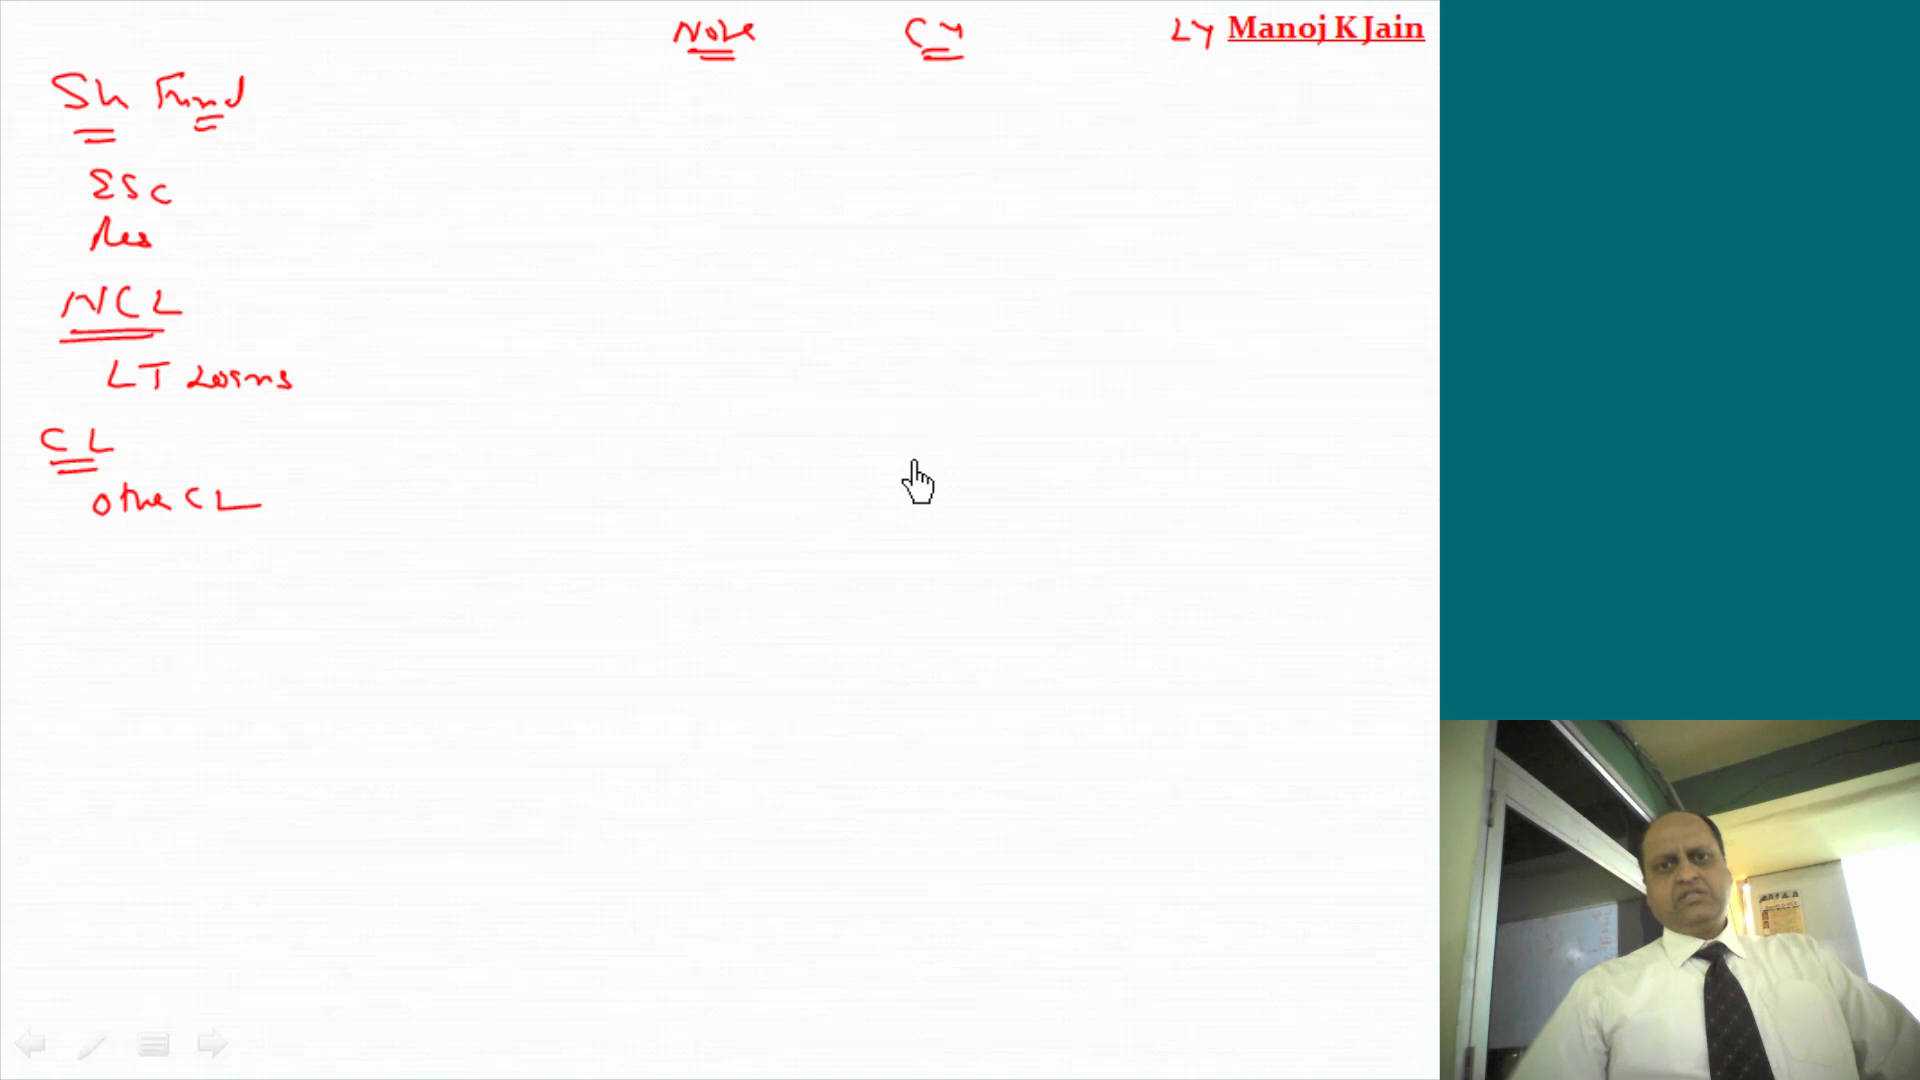 Note CY LY Manoj K Jain
Sh Fund
ESC
Res
NCL
LT Loans
CL
Other CL